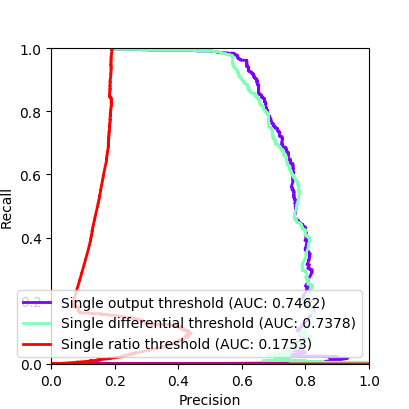 1.0
0.8
0.6
0.4
0.2
0.0
Recall
Single output threshold (AUC: 0.7462)
Single differential threshold (AUC: 0.7378)
Single ratio threshold (AUC: 0.1753)
0.0 0.2 0.4 0.6 0.8 1.0
Precision